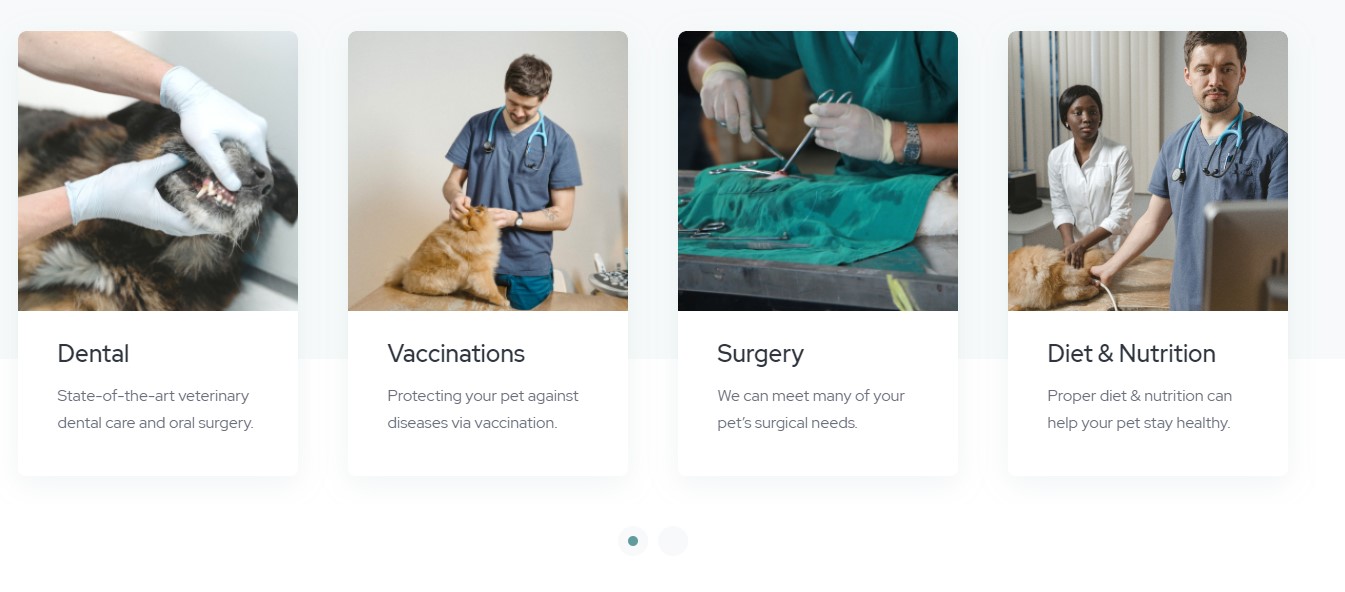 Dental
State-of-the-art veterinary
dental care and oral surgery.
Vaccinations
Protecting your pet against
diseases via vaccination.
Surgery
We can meet many of your
pet’s surgical needs.
Diet & Nutrition
Proper diet & nutrition can
help your pet stay healthy.